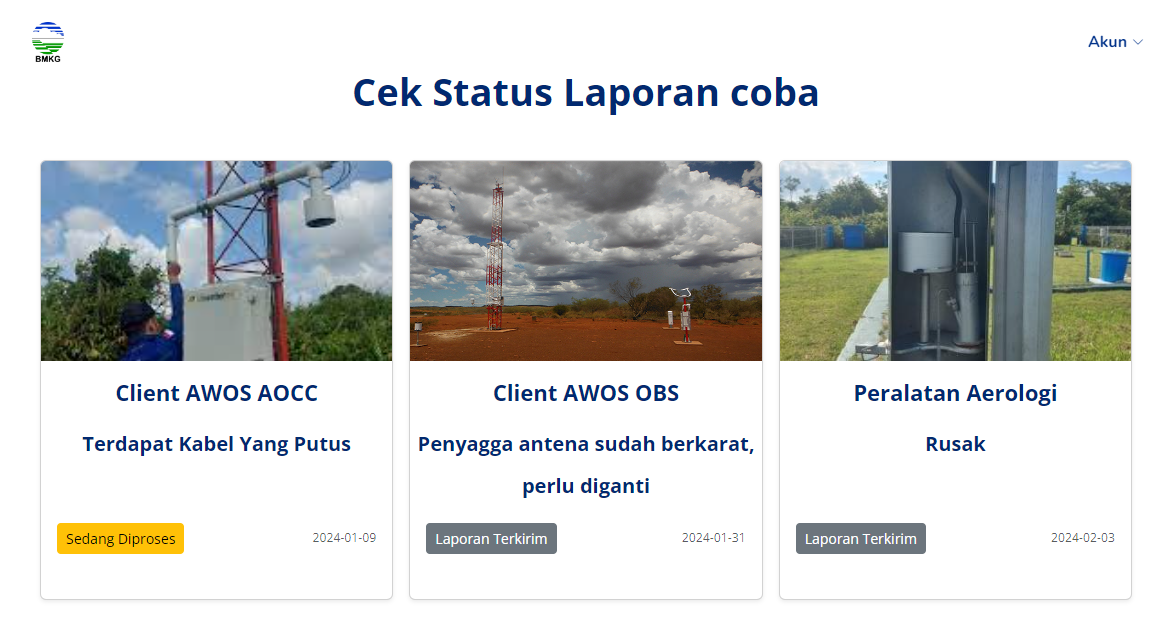 BMKG
Akun
Cek Status Laporan coba
Client AWOS AOCC
Terdapat Kabel Yang Putus
Sedang Diproses
2024-01-09
Client AWOS OBS
Penyagga antena sudah berkarat,
perlu diganti
Laporan Terkirim
2024-01-31
Peralatan Aerologi
Rusak
Laporan Terkirim
2024-02-03